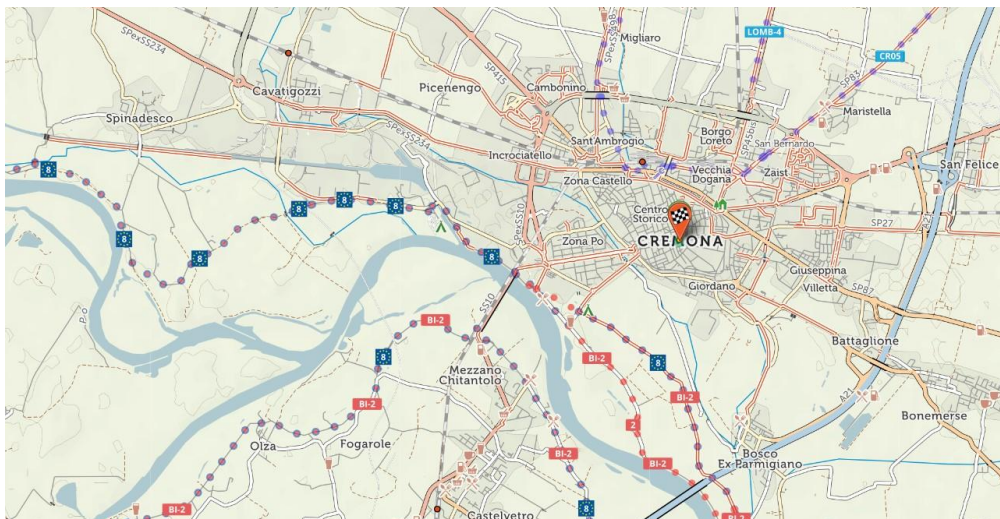 SPexSS234
SPexSS498
Migliaro
LOMB-4
CR05
Cavatigozzi
Picenengo
SP415
Cambonino
SP83
Spinadesco
SPexSS234
Sant'Ambrogio
Borgo
Loreto
SP45bis
Maristella
San Bernardo
Incrociatello
Zona Castello
Vecchia
Dogana
Zaist
San Felice
8
8
8
8
8
8
SPexSS10
Centro
Storico
SP27
A21
Zona Po
CREMONA
8
Giordano
Giuseppina
Villetta
SP87
Po
SS10
BI-2
8
BI-2
8
Battaglione
Mezzano
Chitantolo
BI-2
BI-2
A21
2
Bonemerse
Olza
Fogarole
BI-2
BI-2
Bosco
Ex Parmigiano
BI-2
8
Castelvetro
BI-2